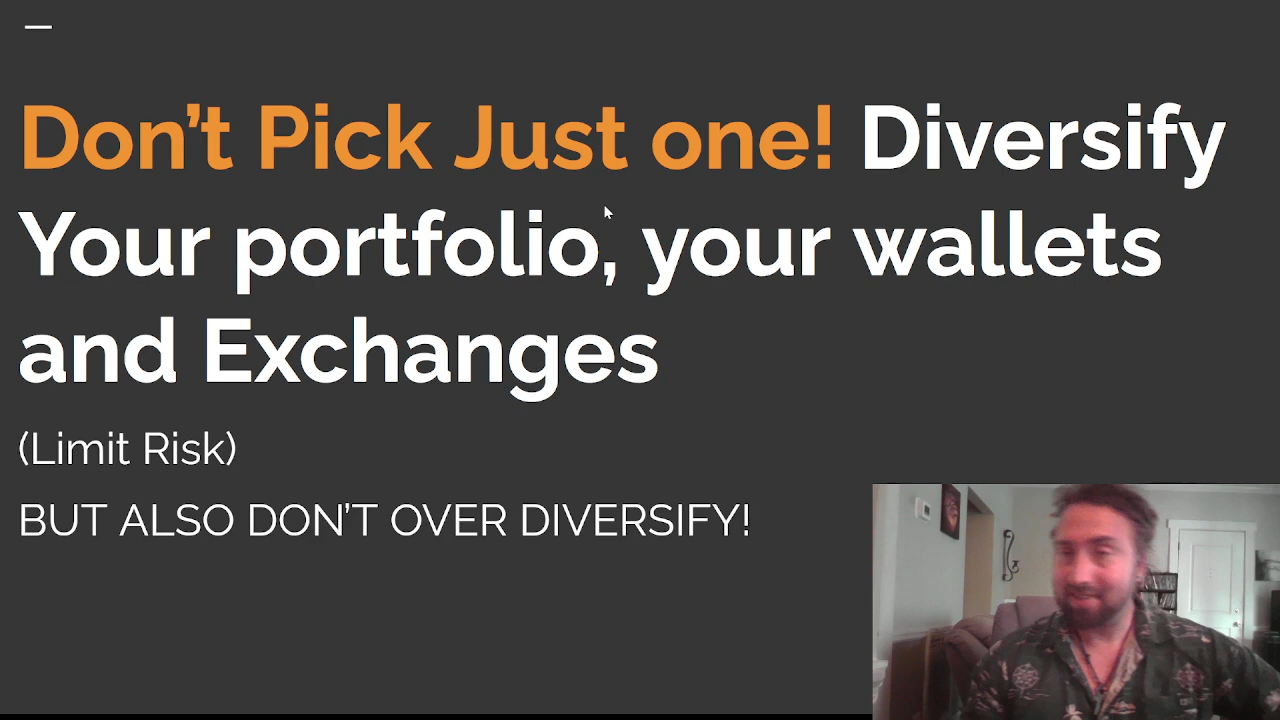 Don’t Pick Just one! Diversify
Your portfolio, your wallets
and Exchanges
(Limit Risk)
BUT ALSO DON’T OVER DIVERSIFY!